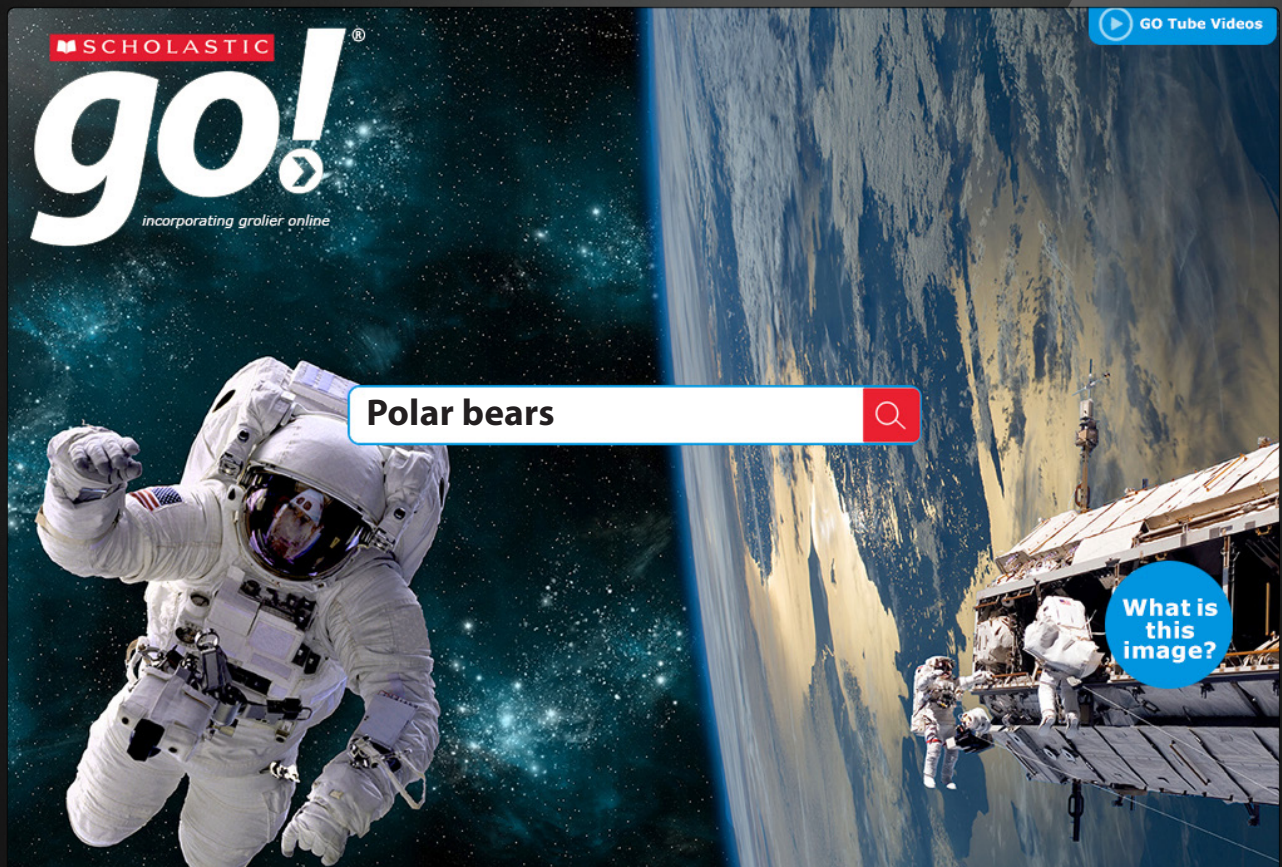 GO Tube Videos
SCHOLASTIC
go!®
incorporating grolier online
Polar bears
What is
this
image?